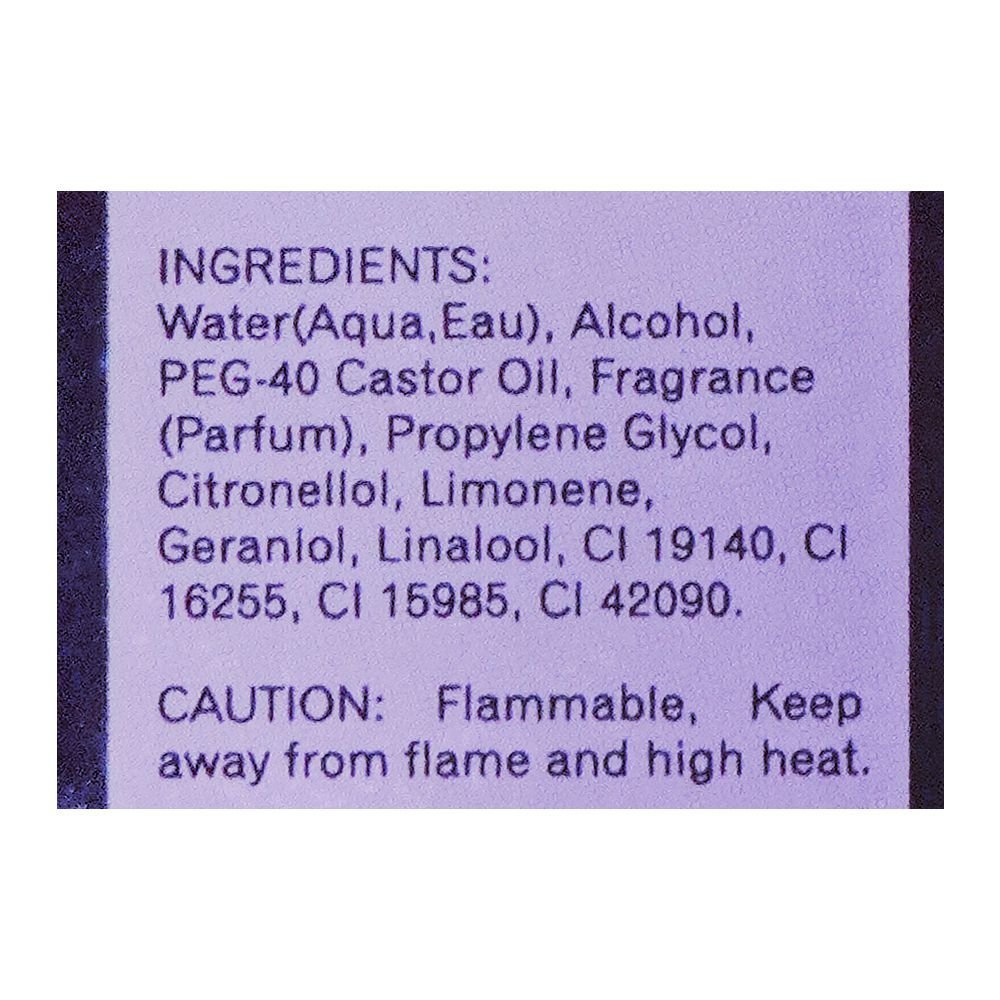 INGREDIENTS:
Water(Aqua,Eau), Alcohol,
PEG-40 Castor Oil, Fragrance
(Parfum), Propylene Glycol,
Citronellol, Limonene,
Geraniol, Linalool, CI 19140, CI
16255, CI 15985, CI 42090.
CAUTION: Flammable, Keep
away from flame and high heat.